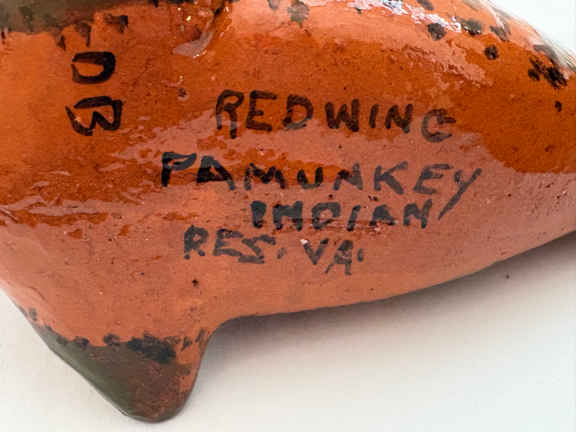 REDWING
PAMUNKEY
INDIAN
RES. VA.